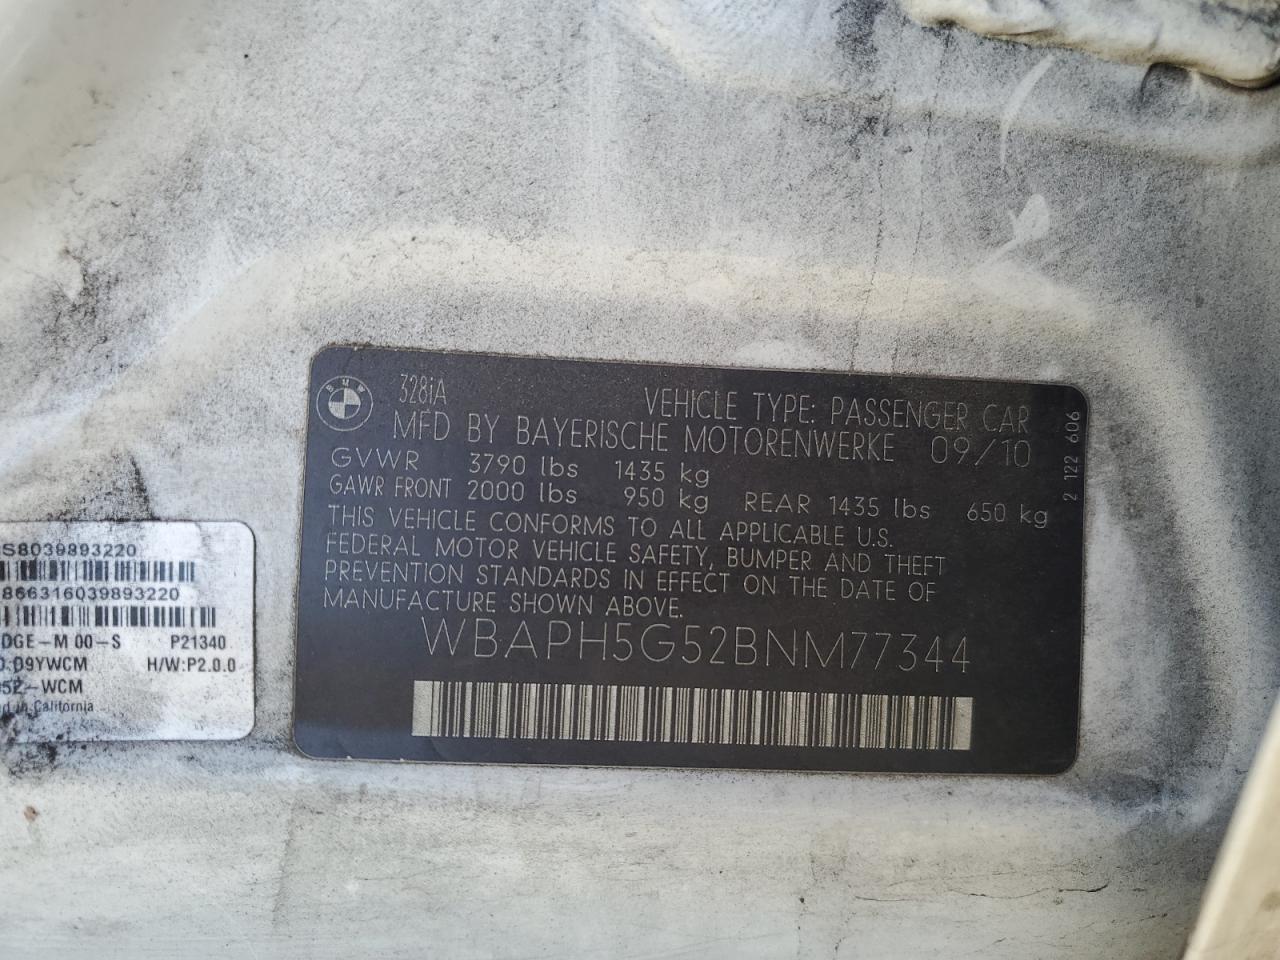 BMW
328iA
VEHICLE TYPE: PASSENGER CAR
MFD BY BAYERISCHE MOTORENWERKE 09/10
GVWR 3790 lbs 1435 kg
GAWR FRONT 2000 lbs 950 kg REAR 1435 lbs 650 kg
THIS VEHICLE CONFORMS TO ALL APPLICABLE U.S.
FEDERAL MOTOR VEHICLE SAFETY, BUMPER AND THEFT
PREVENTION STANDARDS IN EFFECT ON THE DATE OF
MANUFACTURE SHOWN ABOVE.
WBAPH5G52BNM77344
2 122 606
S8039893220
866316039893220
DGE-M 00-S P21340
:09YWCM H/W:P2.0.0
-WCM
in California